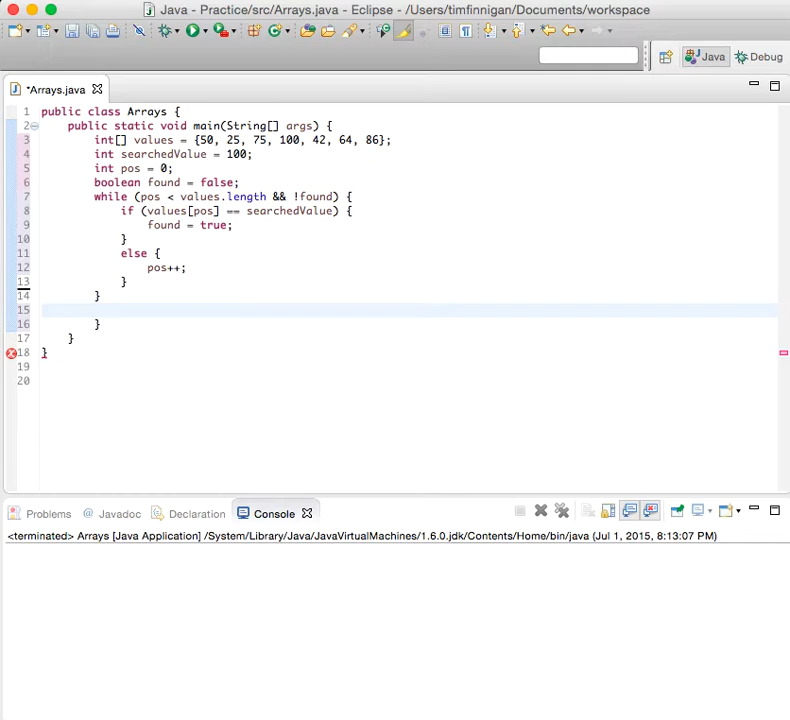 Java - Practice/src/Arrays.java - Eclipse - /Users/timfinnigan/Documents/workspace
Java Debug
*Arrays.java
1 public class Arrays {
2 public static void main(String[] args) {
3 int[] values = {50, 25, 75, 100, 42, 64, 86};
4 int searchedValue = 100;
5 int pos = 0;
6 boolean found = false;
7 while (pos < values.length && !found) {
8 if (values[pos] == searchedValue) {
9 found = true;
10 }
11 else {
12 pos++;
13 }
14 }
15
16 }
17 }
18 }
19
20
Problems @ Javadoc Declaration Console
<terminated> Arrays [Java Application] /System/Library/Java/JavaVirtualMachines/1.6.0.jdk/Contents/Home/bin/java (Jul 1, 2015, 8:13:07 PM)